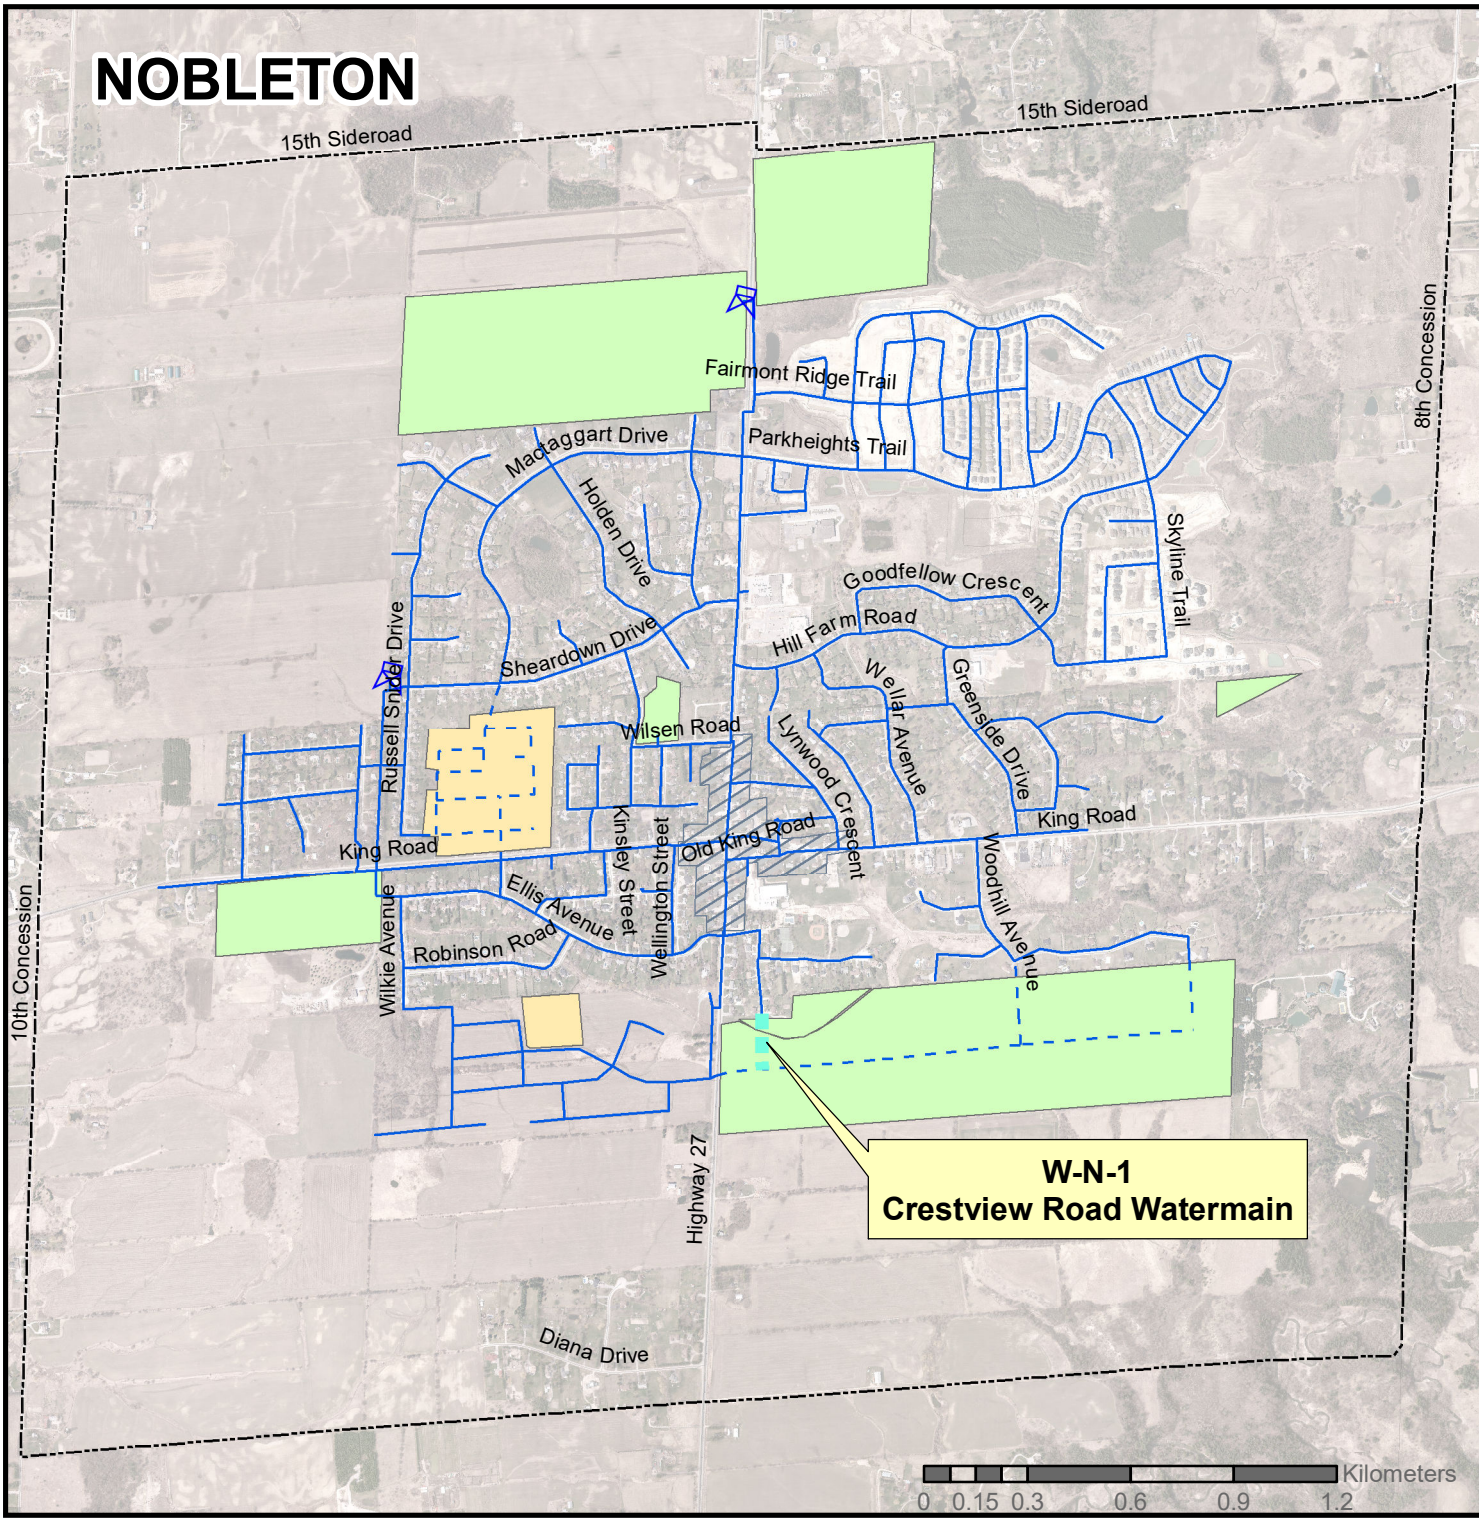 NOBLETON
15th Sideroad
15th Sideroad
8th Concession
Fairmont Ridge Trail
Mactaggart Drive
Parkheights Trail
Holden Drive
Skyline Trail
Goodfellow Crescent
Hill Farm Road
Sheardown Drive
Russell Snider Drive
Wellar Avenue
Greenside Drive
Wilsen Road
Lynwood Crescent
King Road
Kinsley Street
Wellington Street
Old King Road
King Road
Woodhill Avenue
10th Concession
Wilkie Avenue
Ellis Avenue
Robinson Road
Highway 27
W-N-1
Crestview Road Watermain
Diana Drive
Kilometers
0 0.15 0.3 0.6 0.9 1.2